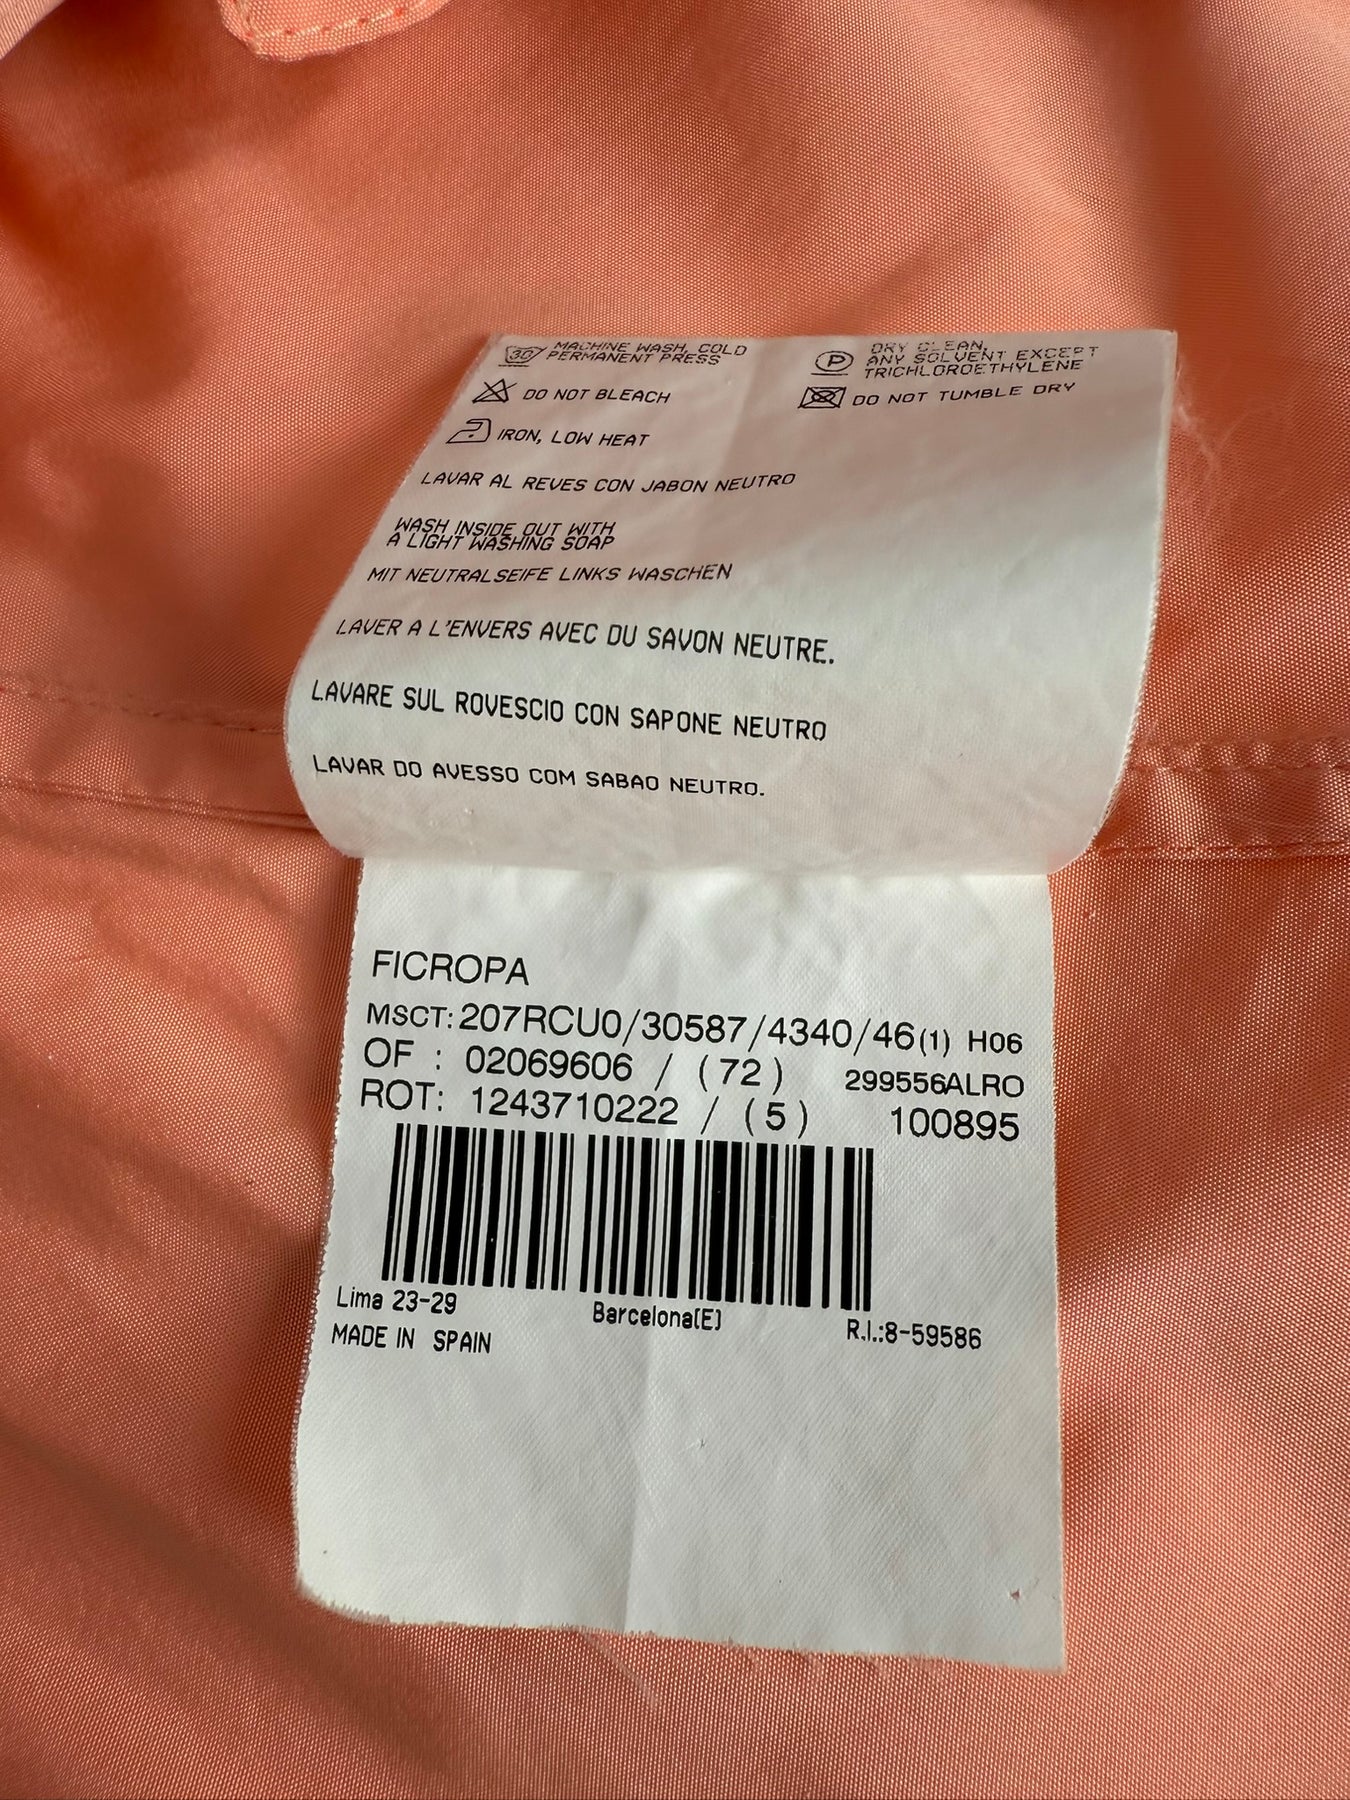 30
MACHINE WASH, COLD
PERMANENT PRESS
P
DRY CLEAN,
ANY SOLVENT EXCEPT
TRICHLOROETHYLENE
DO NOT BLEACH
DO NOT TUMBLE DRY
IRON, LOW HEAT
LAVAR AL REVES CON JABON NEUTRO
WASH INSIDE OUT WITH
A LIGHT WASHING SOAP
MIT NEUTRALSEIFE LINKS WASCHEN
LAVER A L'ENVERS AVEC DU SAVON NEUTRE.
LAVARE SUL ROVESCIO CON SAPONE NEUTRO
LAVAR DO AVESSO COM SABAO NEUTRO.
FICROPA
MSCT: 207RCU0/30587/4340/46(1) H06
OF : 02069606 / (72) 299556ALRO
ROT: 1243710222 / (5) 100895
Lima 23-29 Barcelona(E) R.I.:8-59586
MADE IN SPAIN